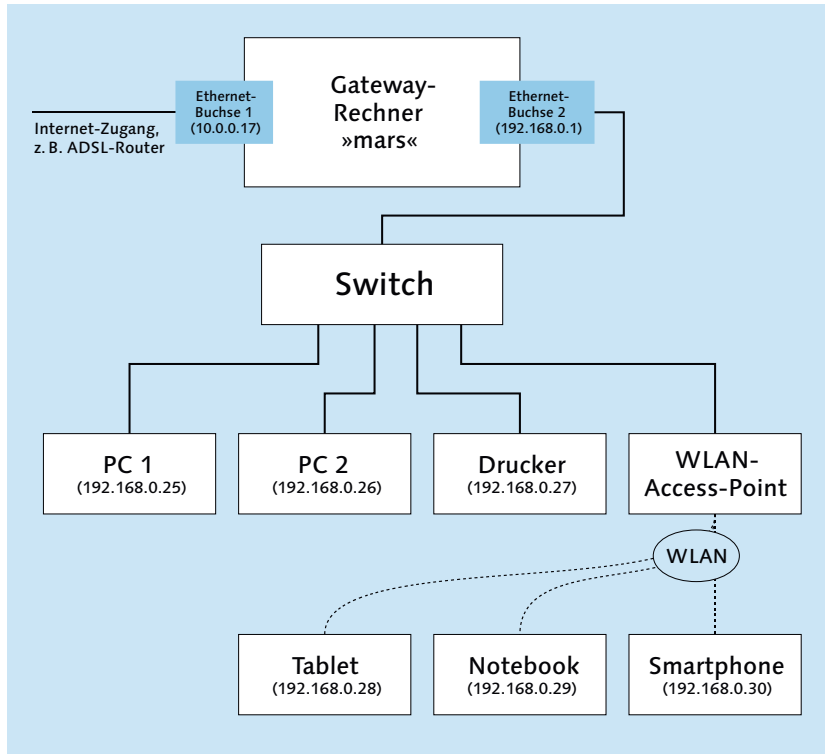 Gateway-
Rechner
»mars«
Ethernet-
Buchse 1
(10.0.0.17)
Ethernet-
Buchse 2
(192.168.0.1)
Internet-Zugang,
z. B. ADSL-Router
Switch
PC 1
(192.168.0.25)
PC 2
(192.168.0.26)
Drucker
(192.168.0.27)
WLAN-
Access-Point
WLAN
Tablet
(192.168.0.28)
Notebook
(192.168.0.29)
Smartphone
(192.168.0.30)